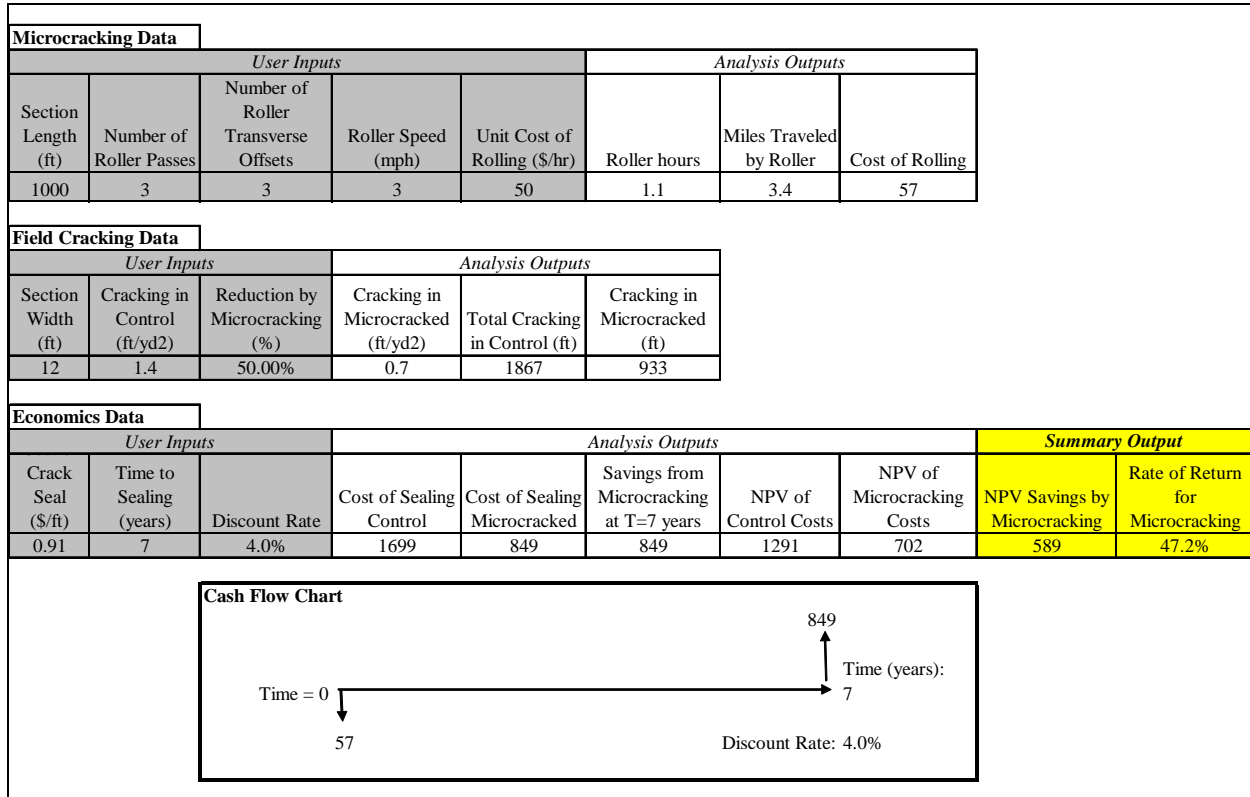 Microcracking Data
User Inputs Analysis Outputs
Number of
Section Roller Miles Traveled
Length Number of Transverse Roller Speed Unit Cost of by Roller
(ft) Roller Passes Offsets (mph) Rolling ($/hr) Roller hours Cost of Rolling
1000 3 3 3 50 1.1 3.4 57
Field Cracking Data
User Inputs Analysis Outputs
Section Cracking in Reduction by Cracking in Cracking in
Width Control Microcracking Microcracked Total Cracking Microcracked
(ft) (ft/yd2) (%) (ft/yd2) in Control (ft) (ft)
12 1.4 50.00% 0.7 1867 933
Economics Data
User Inputs Analysis Outputs Summary Output
Crack Time to Savings from NPV of Rate of Return
Seal Sealing Cost of Sealing Cost of Sealing Microcracking NPV of Microcracking NPV Savings by for
($/ft) (years) Discount Rate Control Microcracked at T=7 years Control Costs Costs Microcracking Microcracking
0.91 7 4.0% 1699 849 849 1291 702 589 47.2%
Cash Flow Chart
849
Time (years):
Time = 0 7
57 Discount Rate: 4.0%